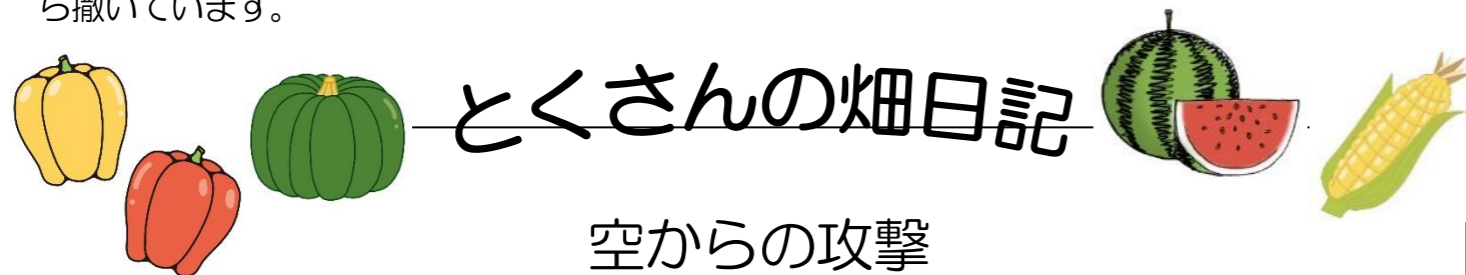 ら撒いています。
とくさんの畑日記
空からの攻撃